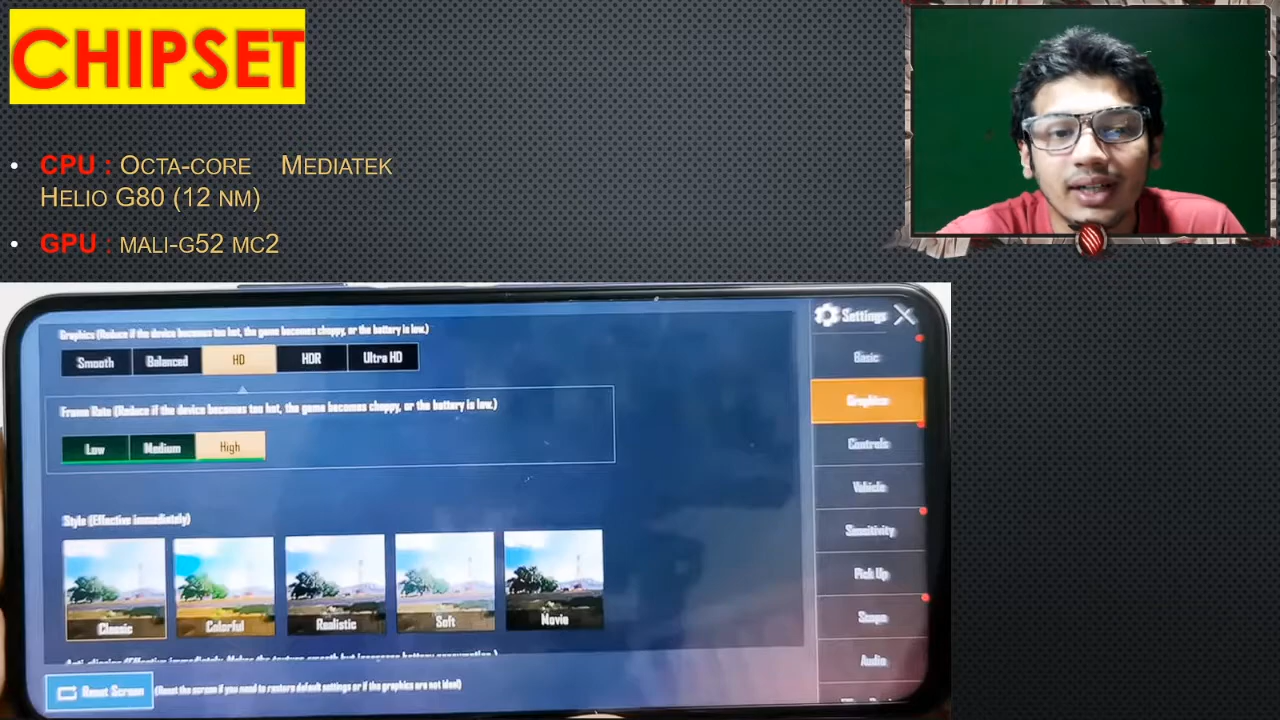 CHIPSET
• CPU : OCTA-CORE MEDIATEK
HELIO G80 (12 NM)
• GPU : MALI-G52 MC2
Graphics (Reduce if the device becomes too hot, the game becomes choppy, or the battery is low.)
Smooth Balanced HD HDR Ultra HD
Frame Rate (Reduce if the device becomes too hot, the game becomes choppy, or the battery is low.)
Low Medium High
Style (Effective immediately)
Classic Colorful Realistic Soft Movie
Reset Screen (Reset the screen if you need to restore default settings or if the graphics are not ideal)
Settings
Basic
Graphics
Controls
Vehicle
Sensitivity
Pick Up
Scope
Audio